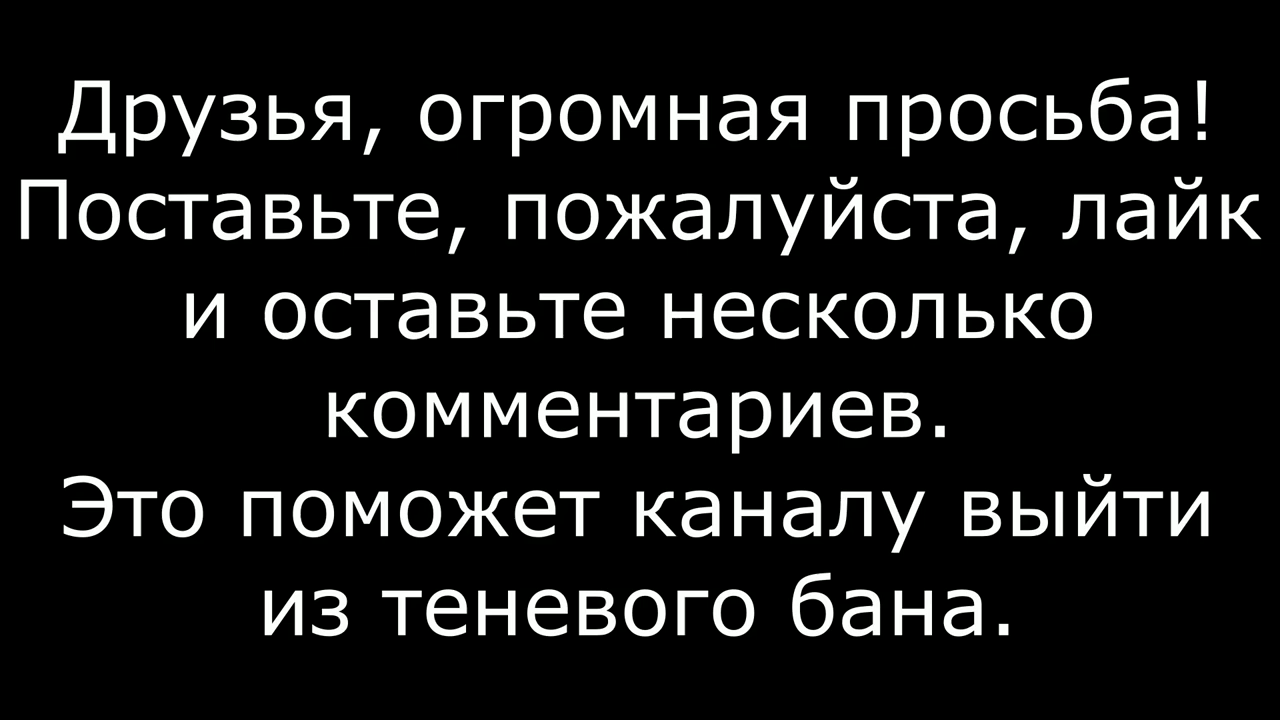 Друзья, огромная просьба!
Поставьте, пожалуйста, лайк
и оставьте несколько
комментариев.
Это поможет каналу выйти
из теневого бана.